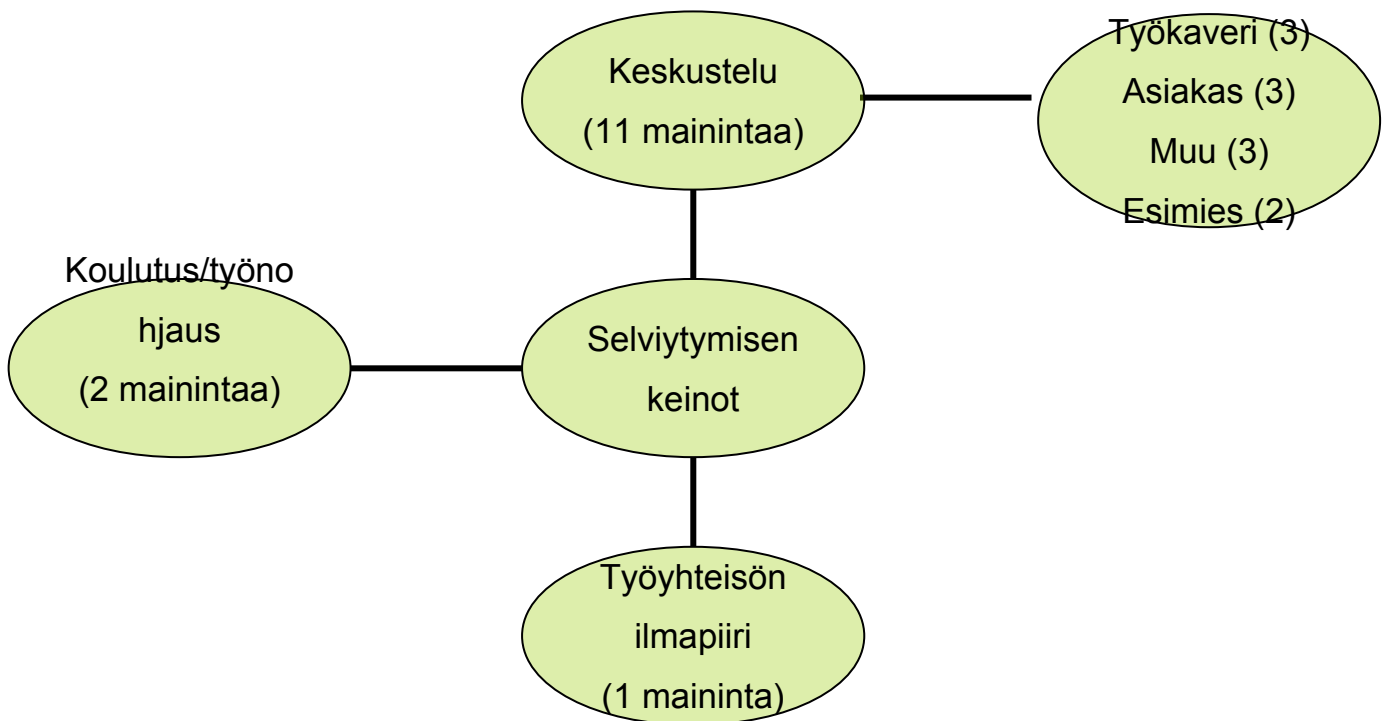 Keskustelu
(11 mainintaa)
Työkaveri (3)
Asiakas (3)
Muu (3)
Esimies (2)
Koulutus/työno
hjaus
(2 mainintaa)
Selviytymisen
keinot
Työyhteisön
ilmapiiri
(1 maininta)